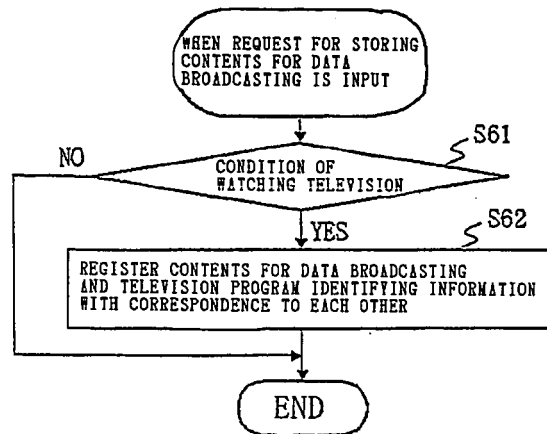 WHEN REQUEST FOR STORING
CONTENTS FOR DATA
BROADCASTING IS INPUT
S61
NO
CONDITION OF
WATCHING TELEVISION
YES
S62
REGISTER CONTENTS FOR DATA BROADCASTING
AND TELEVISION PROGRAM IDENTIFYING INFORMATION
WITH CORRESPONDENCE TO EACH OTHER
END